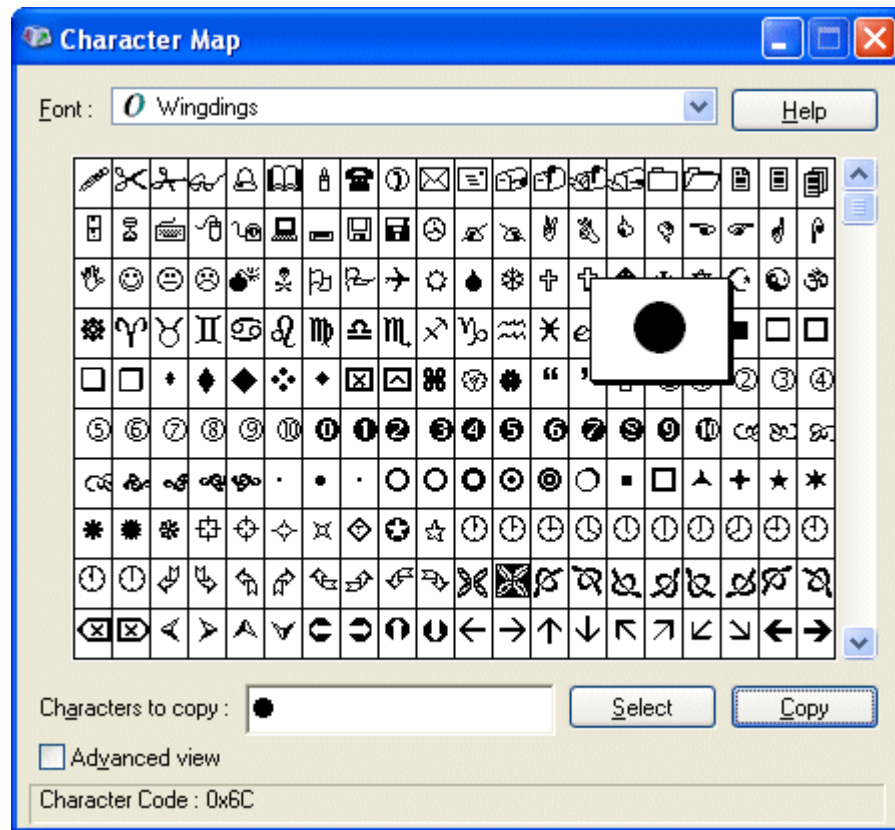 Character Map
Font : Wingdings
Help
Characters to copy : ●
Select
Copy
Advanced view
Character Code : 0x6C